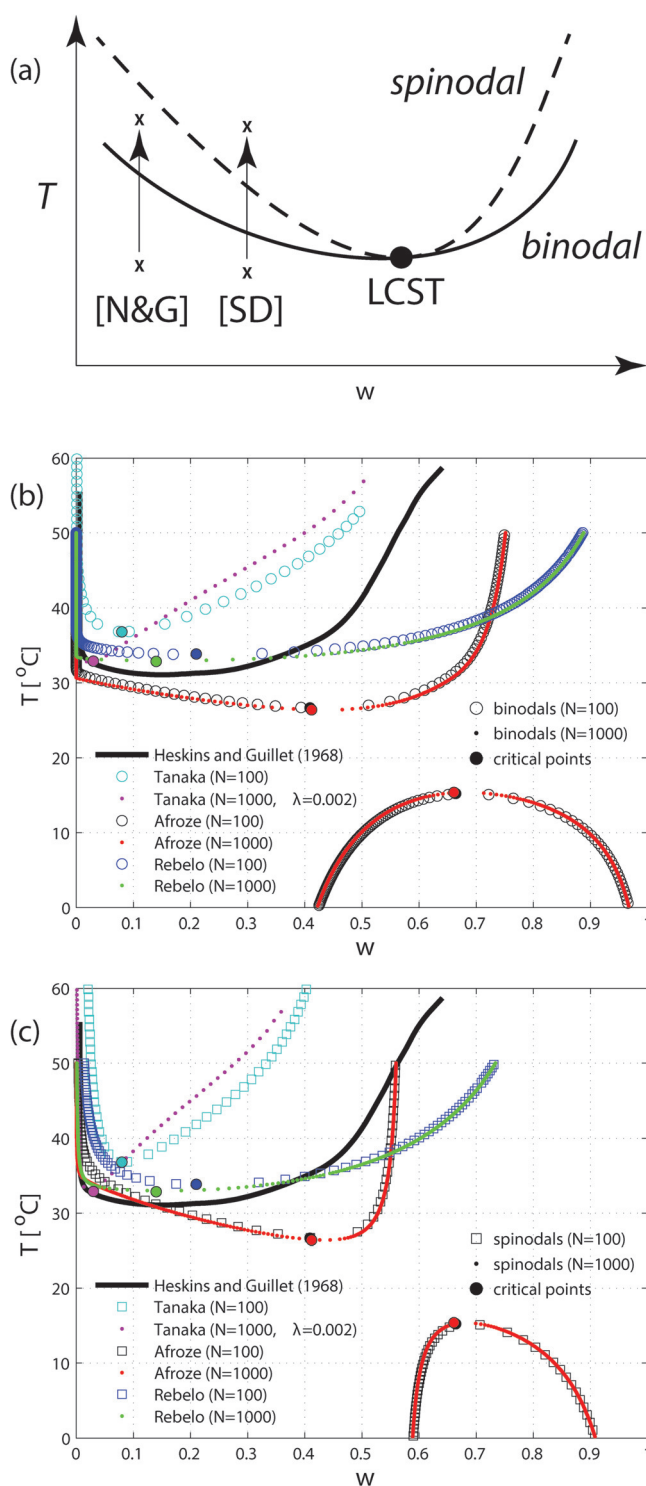 (a)
T
spinodal
x
x
binodal
LCST
x
x
[N&G]
[SD]
w
(b)
60
50
40
30
20
10
0
T [ °C]
binodals (N=100)
binodals (N=1000)
critical points
Heskins and Guillet (1968)
Tanaka (N=100)
Tanaka (N=1000, λ=0.002)
Afroze (N=100)
Afroze (N=1000)
Rebelo (N=100)
Rebelo (N=1000)
0 0.1 0.2 0.3 0.4 0.5 0.6 0.7 0.8 0.9 1
w
(c)
60
50
40
30
20
10
0
T [ °C]
spinodals (N=100)
spinodals (N=1000)
critical points
Heskins and Guillet (1968)
Tanaka (N=100)
Tanaka (N=1000, λ=0.002)
Afroze (N=100)
Afroze (N=1000)
Rebelo (N=100)
Rebelo (N=1000)
0 0.1 0.2 0.3 0.4 0.5 0.6 0.7 0.8 0.9 1
w